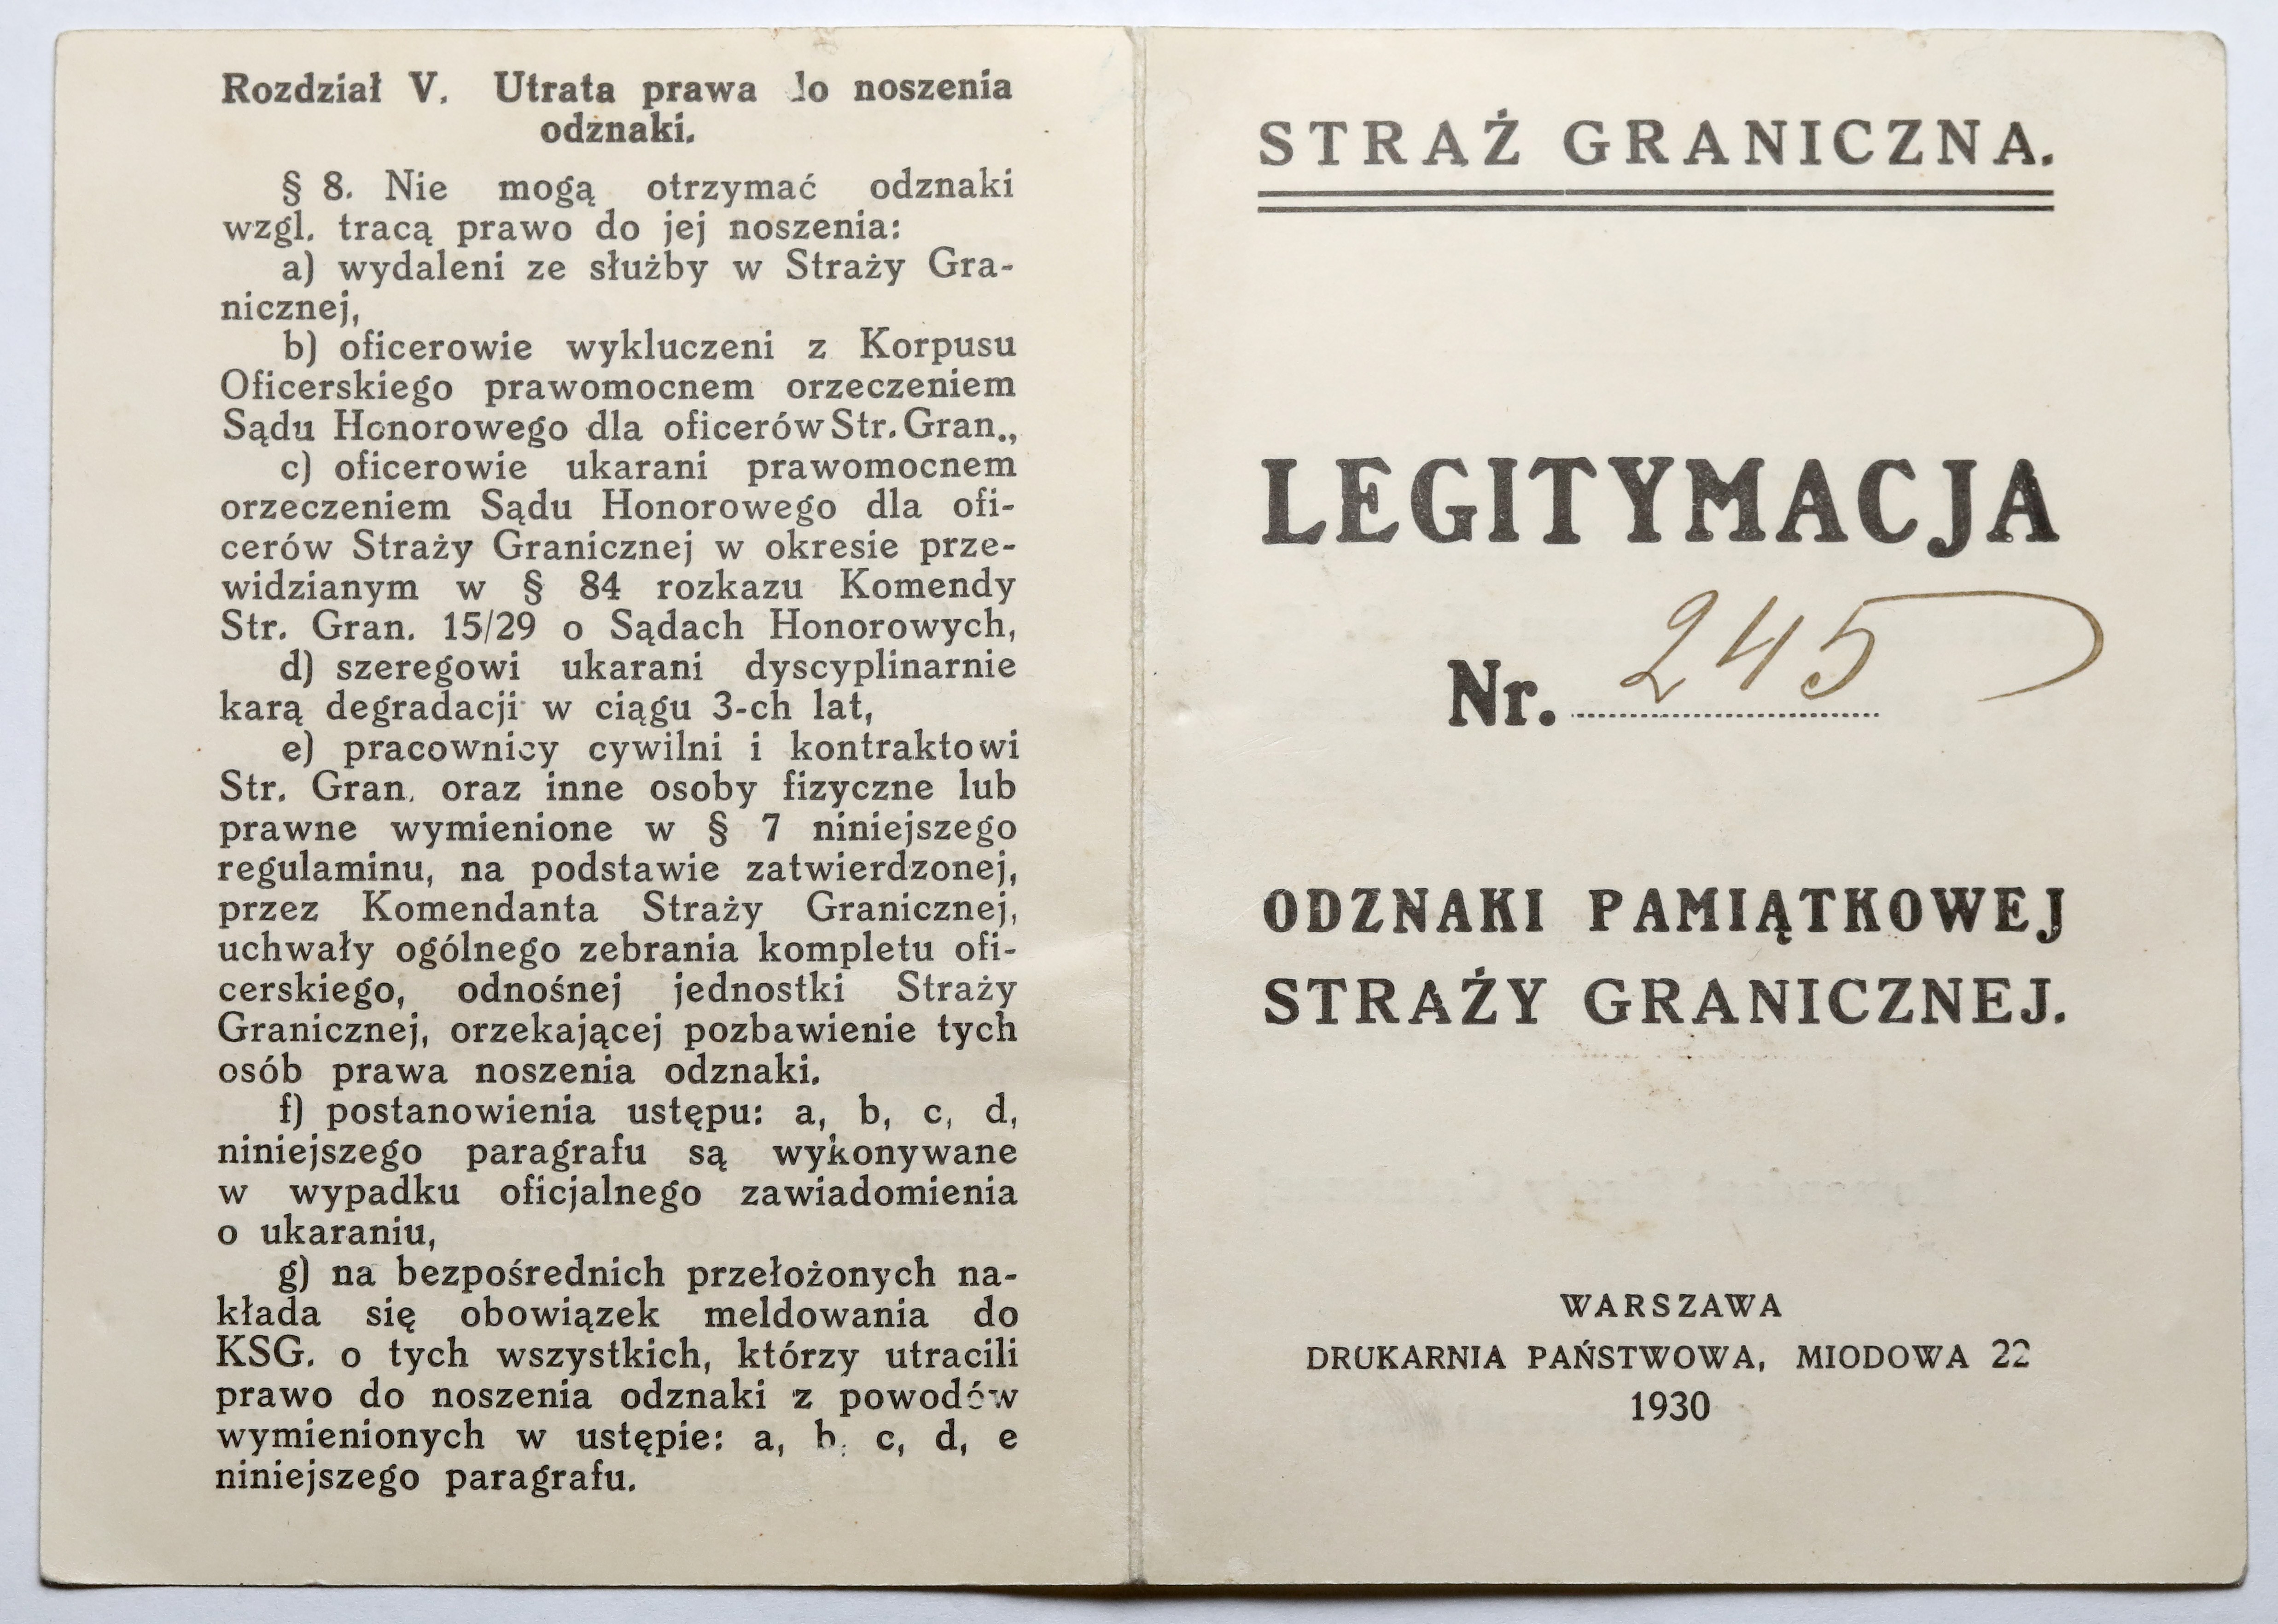 Rozdział V. Utrata prawa do noszenia
odznaki.
§ 8. Nie mogą otrzymać odznaki
wzgl. tracą prawo do jej noszenia:
a) wydaleni ze służby w Straży Gra-
nicznej,
b) oficerowie wykluczeni z Korpusu
Oficerskiego prawomocnem orzeczeniem
Sądu Honorowego dla oficerów Str. Gran.,
c) oficerowie ukarani prawomocnem
orzeczeniem Sądu Honorowego dla ofi-
cerów Straży Granicznej w okresie prze-
widzianym w § 84 rozkazu Komendy
Str. Gran. 15/29 o Sądach Honorowych,
d) szeregowi ukarani dyscyplinarnie
karą degradacji w ciągu 3-ch lat,
e) pracownicy cywilni i kontraktowi
Str. Gran. oraz inne osoby fizyczne lub
prawne wymienione w § 7 niniejszego
regulaminu, na podstawie zatwierdzonej,
przez Komendanta Straży Granicznej,
uchwały ogólnego zebrania kompletu ofi-
cerskiego, odnośnej jednostki Straży
Granicznej, orzekającej pozbawienie tych
osób prawa noszenia odznaki.
f) postanowienia ustępu: a, b, c, d,
niniejszego paragrafu są wykonywane
w wypadku oficjalnego zawiadomienia
o ukaraniu,
g) na bezpośrednich przełożonych na-
kłada się obowiązek meldowania do
KSG. o tych wszystkich, którzy utracili
prawo do noszenia odznaki z powodów
wymienionych w ustępie: a, b, c, d, e
niniejszego paragrafu.
STRAŻ GRANICZNA.
LEGITYMACJA
Nr. 245
ODZNAKI PAMIĄTKOWEJ
STRAŻY GRANICZNEJ.
WARSZAWA
DRUKARNIA PAŃSTWOWA, MIODOWA 22
1930